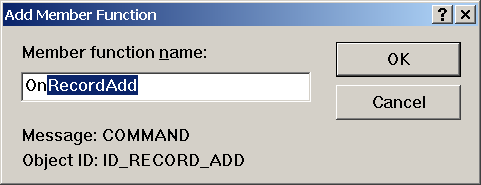 Add Member Function
Member function name:
OnRecordAdd
OK
Cancel
Message: COMMAND
Object ID: ID_RECORD_ADD